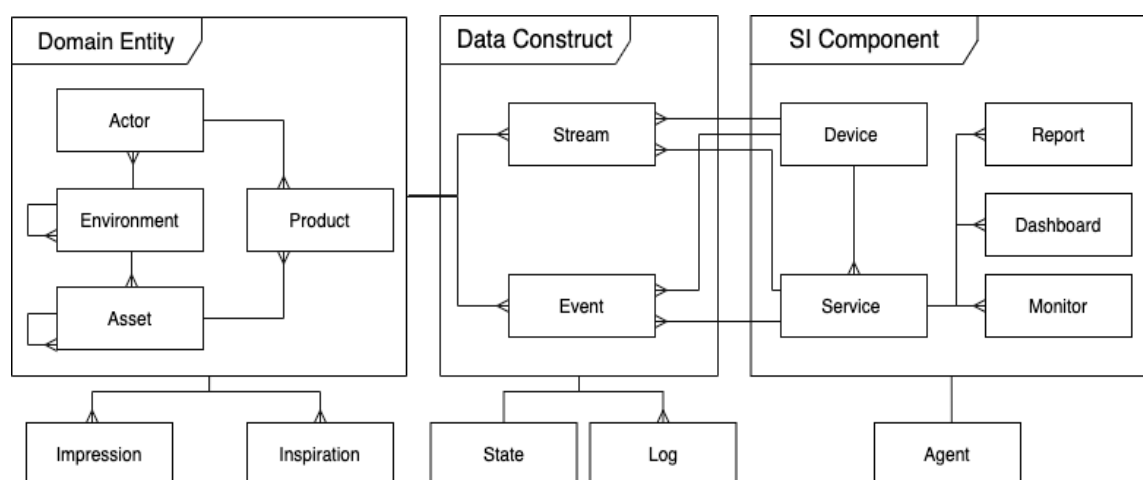 Domain Entity
Data Construct
SI Component
Actor
Stream
Device
Report
Environment
Product
Dashboard
Asset
Event
Service
Monitor
Impression
Inspiration
State
Log
Agent